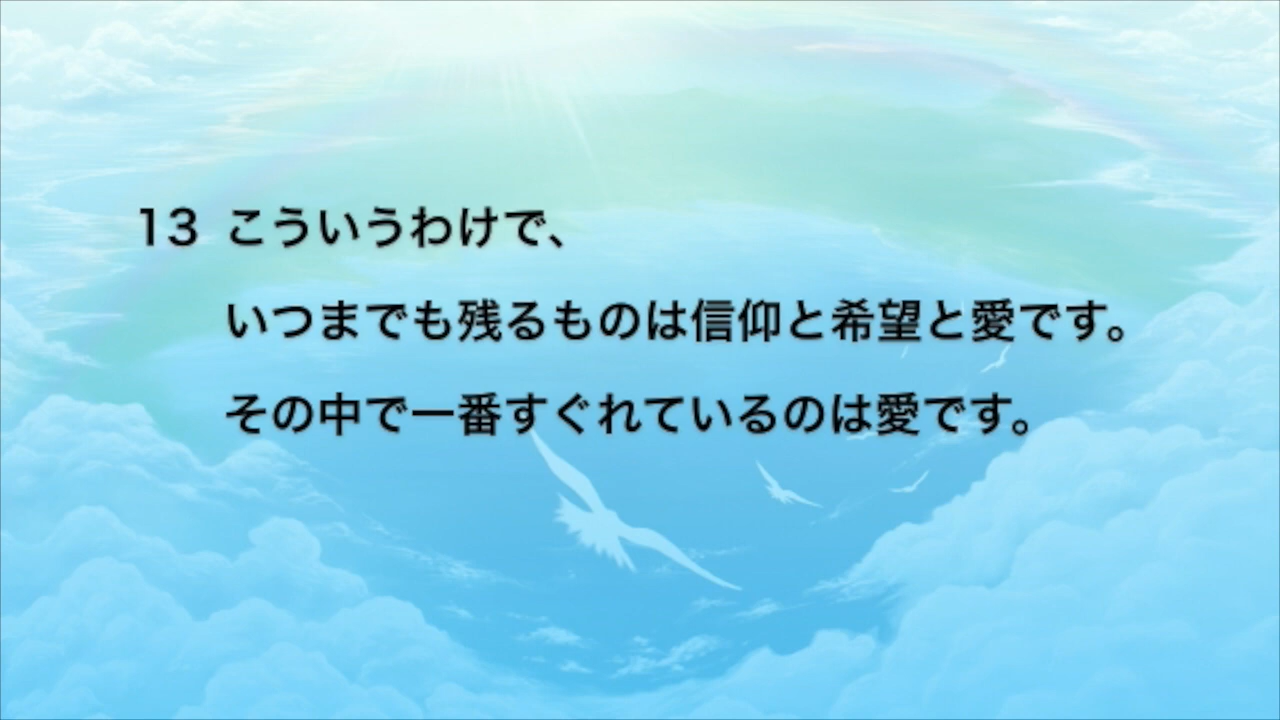 13 こういうわけで、
いつまでも残るものは信仰と希望と愛です。
その中で一番すぐれているのは愛です。